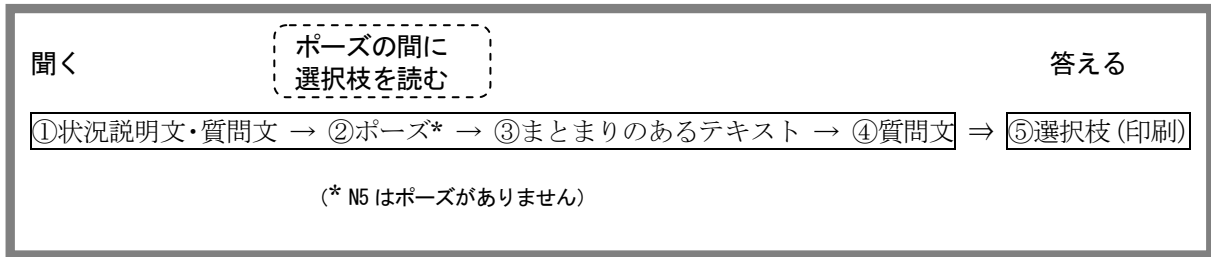 ポーズの間に
選択枝を読む
聞く
答える
①状況説明文・質問文 → ②ポーズ* → ③まとまりのあるテキスト → ④質問文 ⇒ ⑤選択枝(印刷)
(* N5 はポーズがありません)